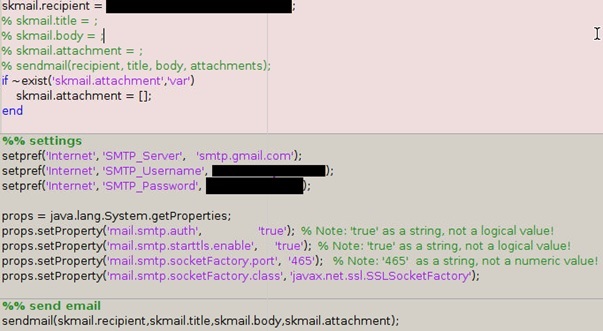 skmail.recipient = ;
% skmail.title = ;
% skmail.body = ;
% skmail.attachment = ;
% sendmail(recipient, title, body, attachments);
if ~exist('skmail.attachment','var')
    skmail.attachment = [];
end
%% settings
setpref('Internet', 'SMTP_Server',   'smtp.gmail.com');
setpref('Internet', 'SMTP_Username', );
setpref('Internet', 'SMTP_Password', );
props = java.lang.System.getProperties;
props.setProperty('mail.smtp.auth',                'true');  % Note: 'true' as a string, not a logical value!
props.setProperty('mail.smtp.starttls.enable',     'true');  % Note: 'true' as a string, not a logical value!
props.setProperty('mail.smtp.socketFactory.port',  '465');   % Note: '465'  as a string, not a numeric value!
props.setProperty('mail.smtp.socketFactory.class', 'javax.net.ssl.SSLSocketFactory');
%% send email
sendmail(skmail.recipient,skmail.title,skmail.body,skmail.attachment);